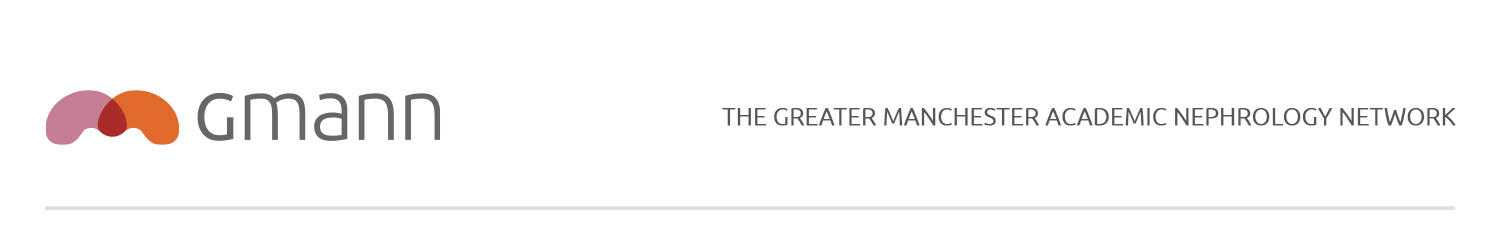 gmann
THE GREATER MANCHESTER ACADEMIC NEPHROLOGY NETWORK